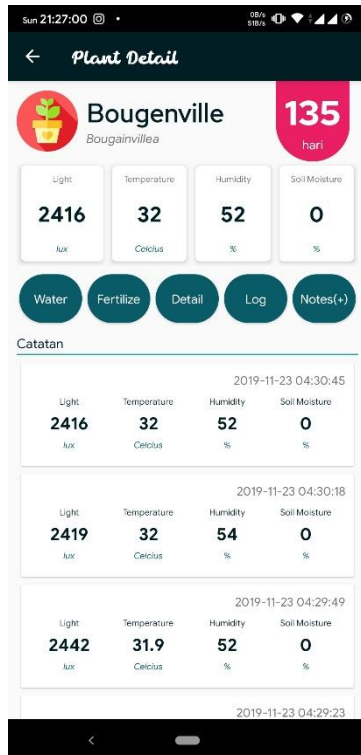 Sun 21:27:00
0B/s
51B/s
Plant Detail
Bougenville
Bougainvillea
135
hari
Light Temperature Humidity Soil Moisture
2416 32 52 0
lux Celcius % %
Water Fertilize Detail Log Notes(+)
Catatan
2019-11-23 04:30:45
Light Temperature Humidity Soil Moisture
2416 32 52 0
lux Celcius % %
2019-11-23 04:30:18
Light Temperature Humidity Soil Moisture
2419 32 54 0
lux Celcius % %
2019-11-23 04:29:49
Light Temperature Humidity Soil Moisture
2442 31.9 52 0
lux Celcius % %
2019-11-23 04:29:23